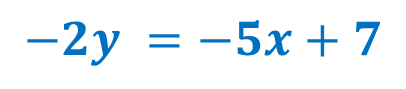 −2y = −5x + 7